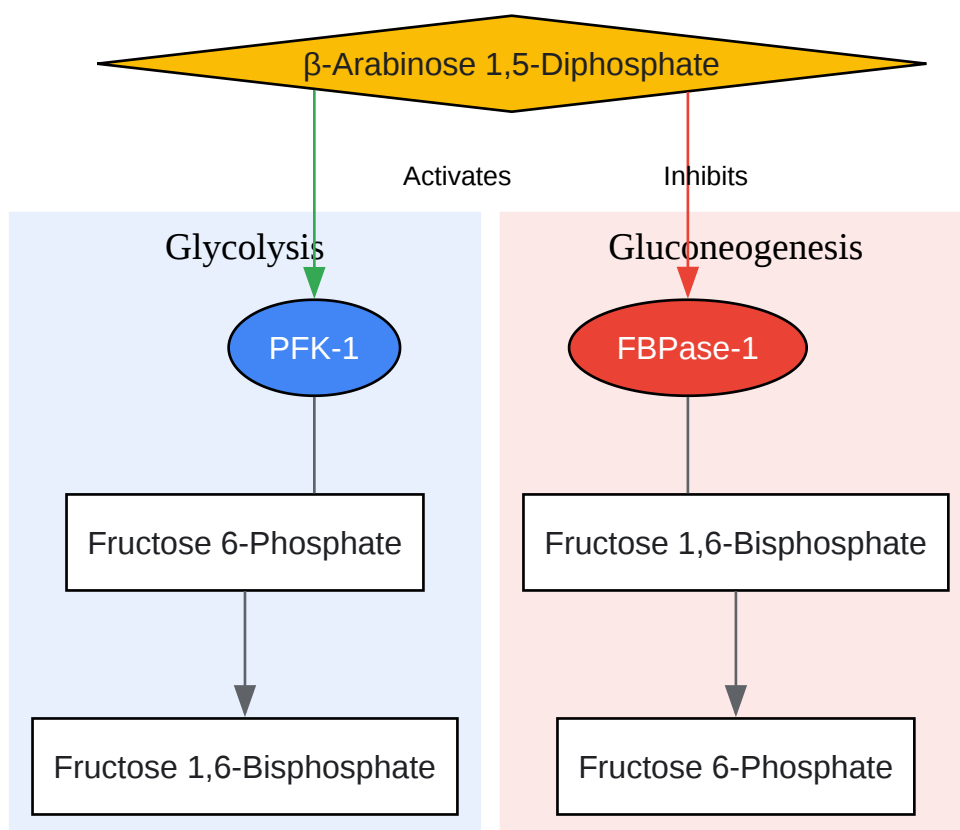 β-Arabinose 1,5-Diphosphate
Activates
Inhibits
Glycolysis
Gluconeogenesis
PFK-1
FBPase-1
Fructose 6-Phosphate
Fructose 1,6-Bisphosphate
Fructose 1,6-Bisphosphate
Fructose 6-Phosphate